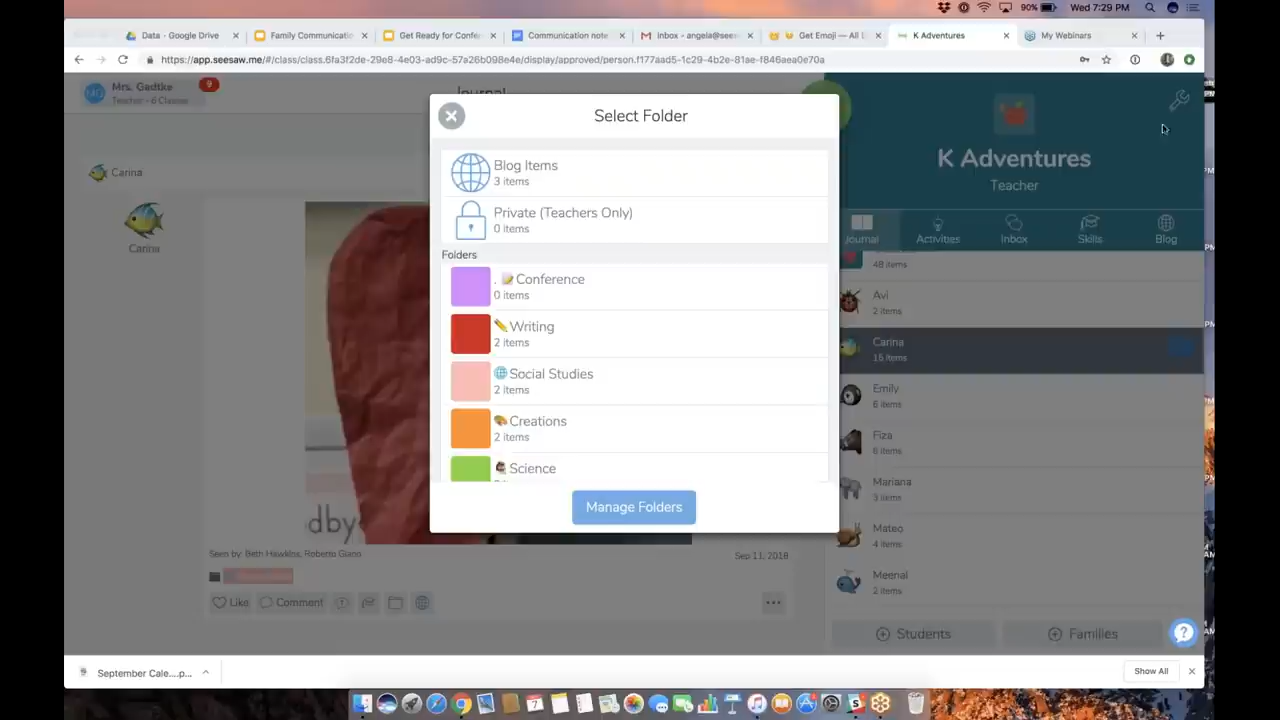 90% Wed 7:29 PM
Data - Google Drive
Family Communicatio
Get Ready for Confe
Communication note
Inbox - angela@see
Get Emoji — All
K Adventures
My Webinars
https://app.seesaw.me/#/class/class.6fa3f2de-29e8-4e03-ad9c-57a26b098e4e/display/approved/person.f177aad5-1c29-4b2e-81ae-f846aea0e70a
Mrs. Gadtke
Teacher - 6 Classes
9
Journal
Carina
Carina
dby
Seen by: Beth Hawkins, Roberto Giano
Sep 11, 2018
Like
Comment
Select Folder
Blog Items
3 items
Private (Teachers Only)
0 items
Folders
. Conference
0 items
Writing
2 items
Social Studies
2 items
Creations
2 items
Science
Manage Folders
K Adventures
Teacher
Journal
Activities
Inbox
Skills
Blog
48 items
Avi
2 items
Carina
15 items
Emily
6 items
Fiza
8 items
Mariana
3 items
Mateo
4 items
Meenal
2 items
Students
Families
September Cale....p...
Show All